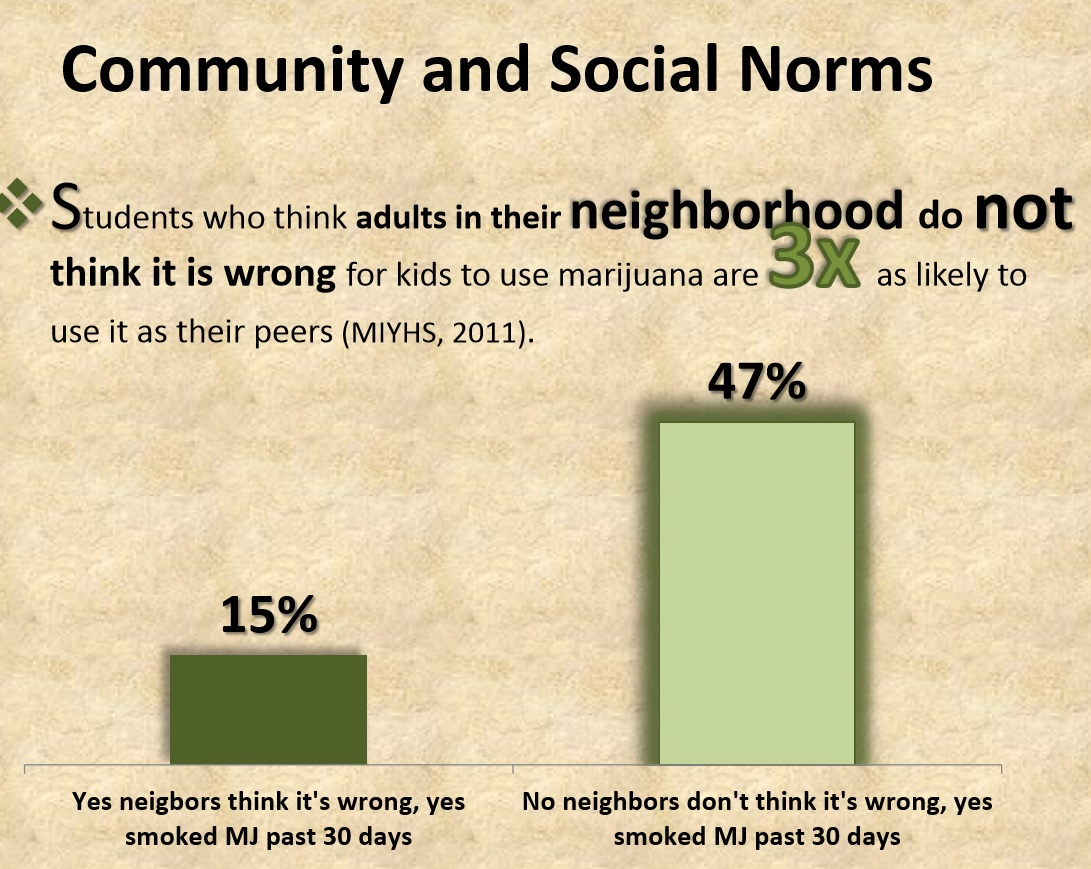 Community and Social Norms
Students who think adults in their neighborhood do not
think it is wrong for kids to use marijuana are 3x as likely to
use it as their peers (MIYHS, 2011).
47%
15%
Yes neigbors think it's wrong, yes
smoked MJ past 30 days
No neighbors don't think it's wrong, yes
smoked MJ past 30 days